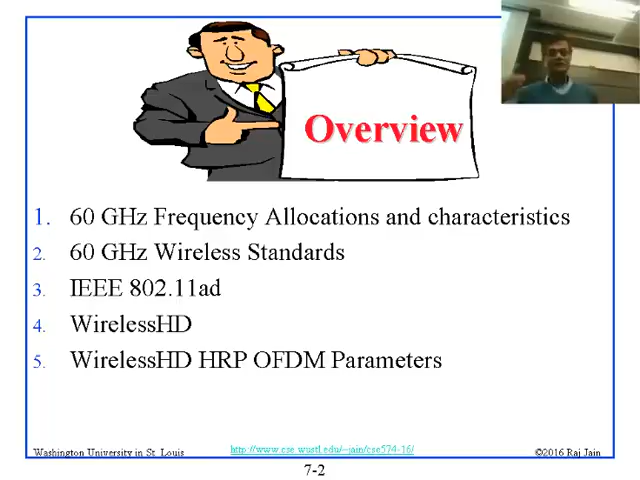 Overview
1. 60 GHz Frequency Allocations and characteristics
2. 60 GHz Wireless Standards
3. IEEE 802.11ad
4. WirelessHD
5. WirelessHD HRP OFDM Parameters
Washington University in St. Louis
http://www.cse.wustl.edu/~jain/cse574-16/
©2016 Raj Jain
7-2